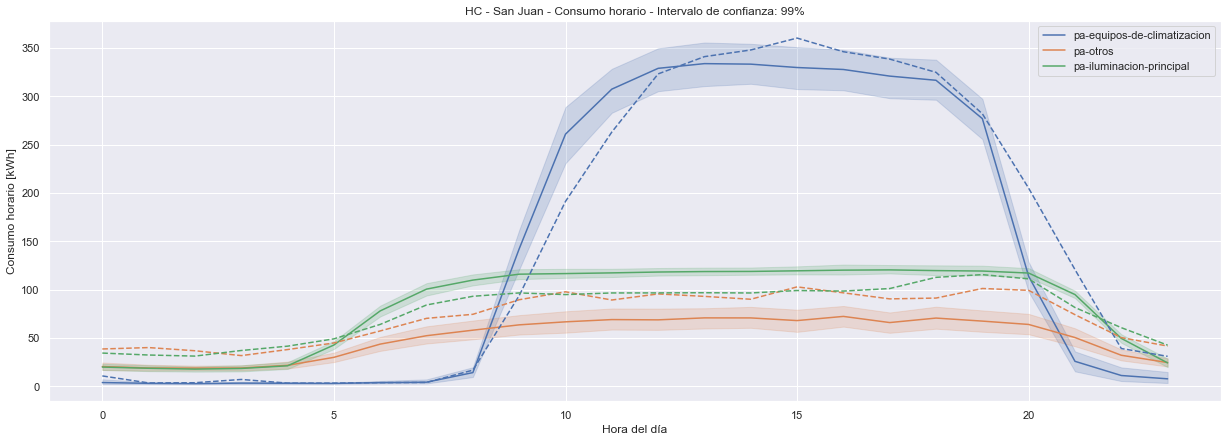 HC - San Juan - Consumo horario - Intervalo de confianza: 99%
pa-equipos-de-climatizacion
pa-otros
pa-iluminacion-principal
Consumo horario [kWh]
350
300
250
200
150
100
50
0
0 5 10 15 20
Hora del día